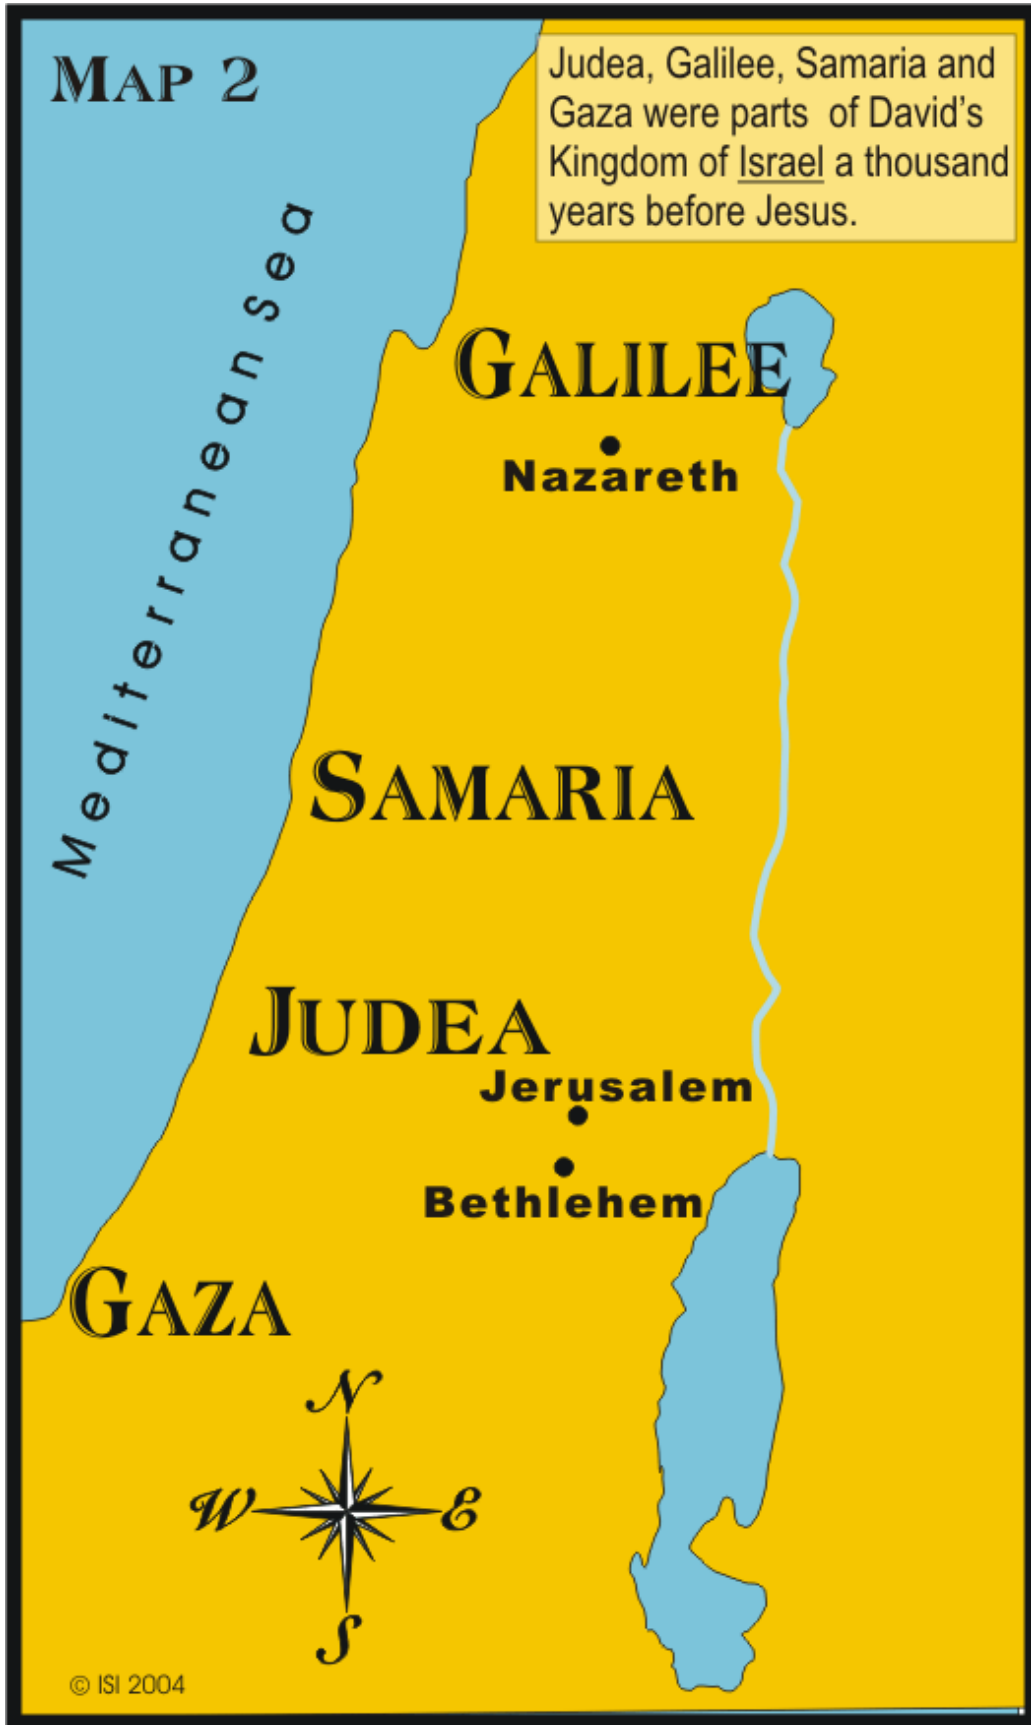 MAP 2
Judea, Galilee, Samaria and
Gaza were parts of David's
Kingdom of Israel a thousand
years before Jesus.
Mediterranean Sea
GALILEE
Nazareth
SAMARIA
JUDEA
Jerusalem
Bethlehem
GAZA
N
W E
S
© ISI 2004